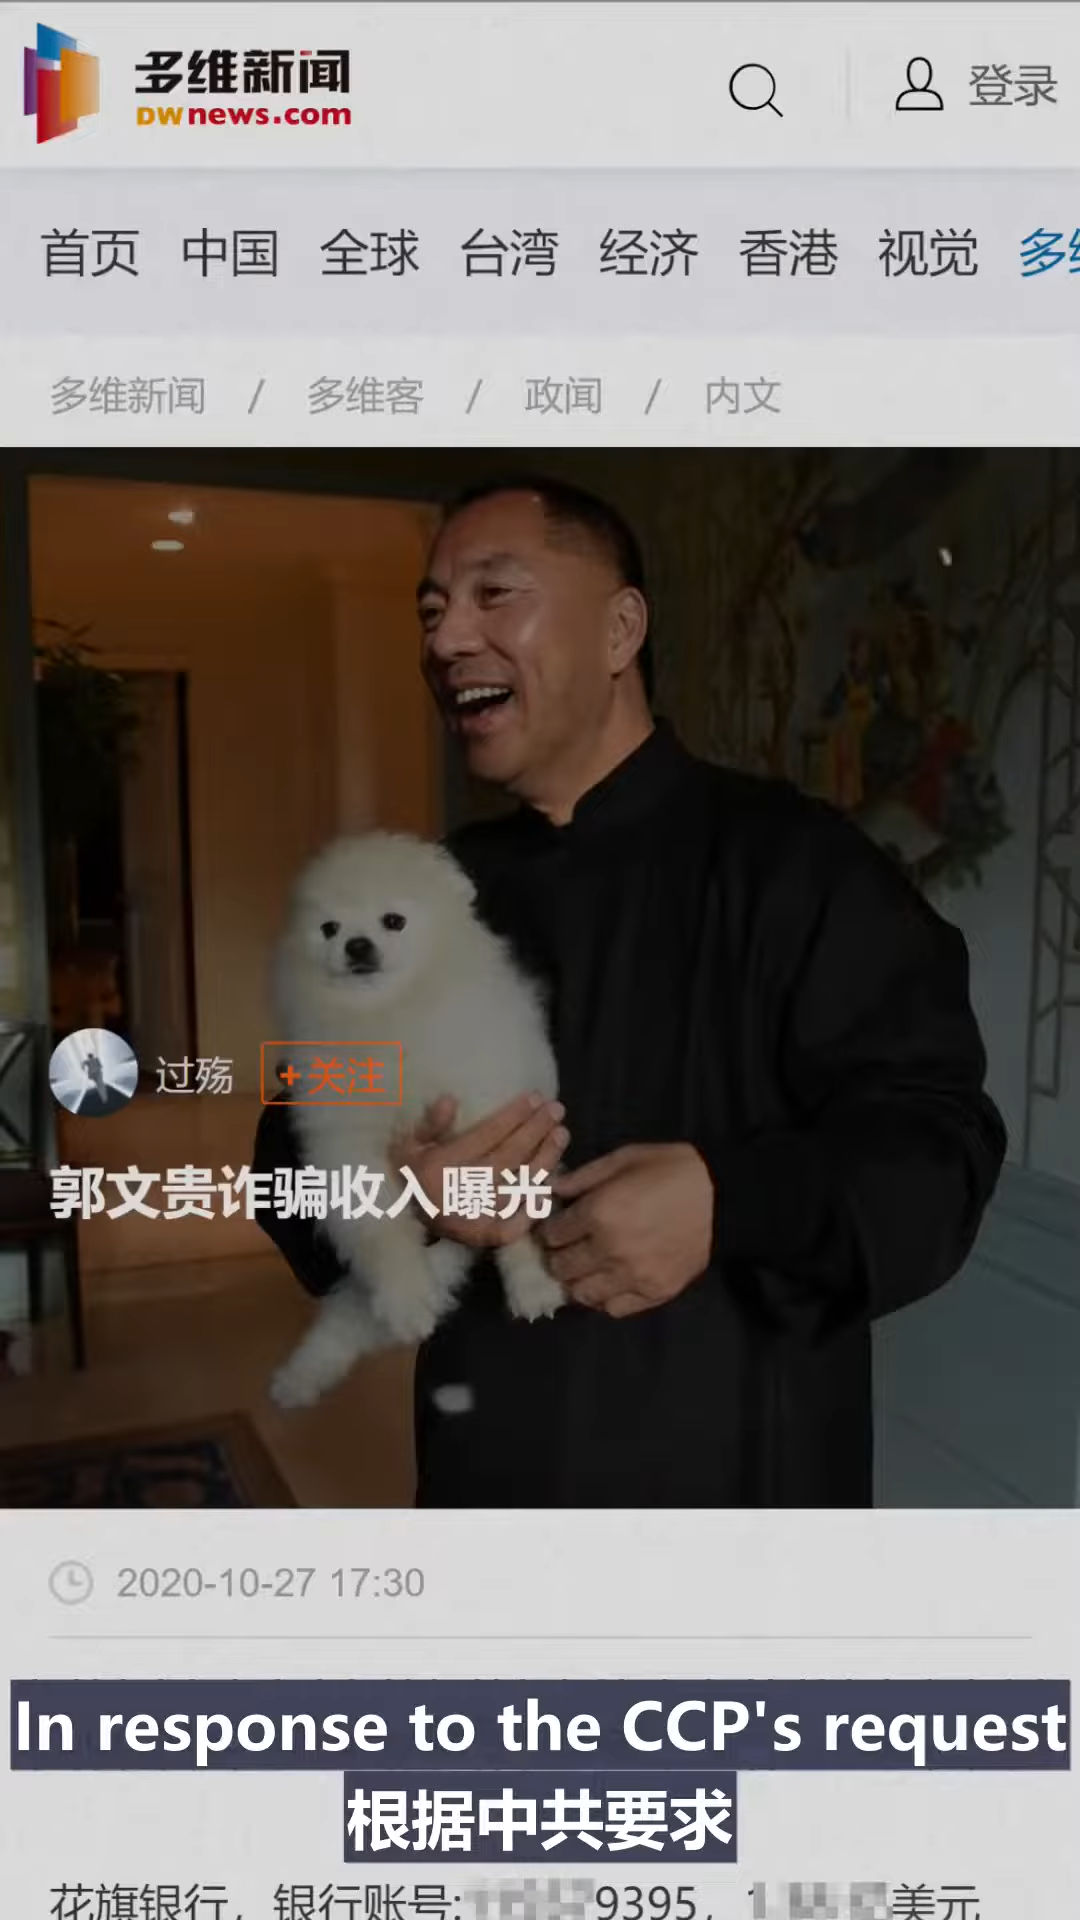 多维新闻
DWnews.com
登录
首页 中国 全球 台湾 经济 香港 视觉
多维新闻 / 多维客 / 政闻 / 内文
过殇 +关注
郭文贵诈骗收入曝光
2020-10-27 17:30
In response to the CCP's request
根据中共要求
花旗银行，银行账号: 9395， 美元